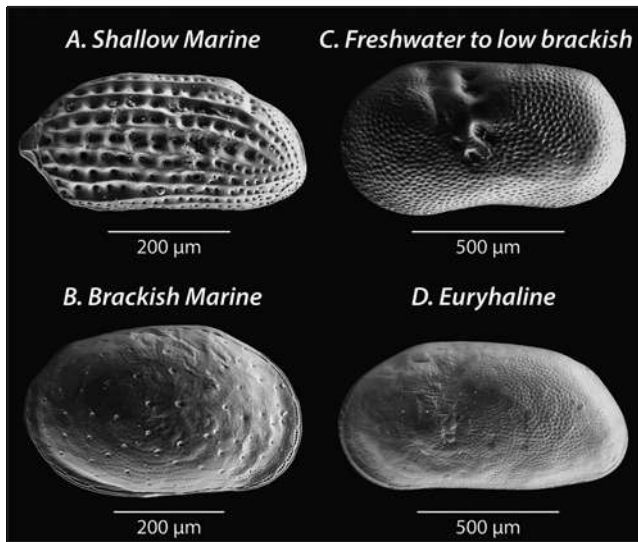 A. Shallow Marine
C. Freshwater to low brackish
200 µm
500 µm
B. Brackish Marine
D. Euryhaline
200 µm
500 µm